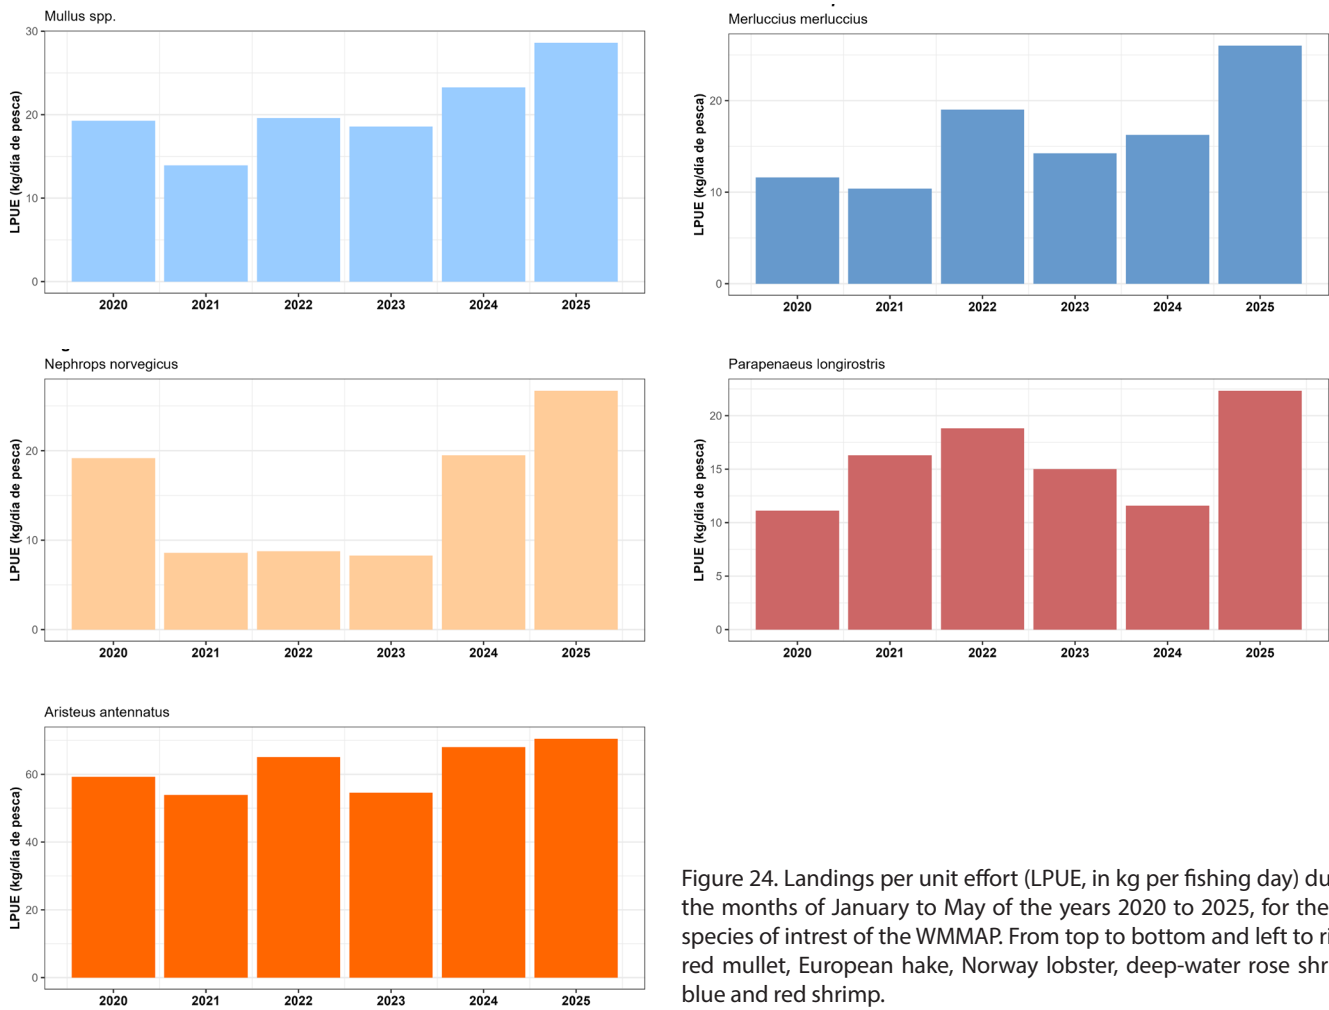 Mullus spp.
LPUE (kg/día de pesca)
30
20
10
0
2020 2021 2022 2023 2024 2025
Merluccius merluccius
LPUE (kg/día de pesca)
20
10
0
2020 2021 2022 2023 2024 2025
Nephrops norvegicus
LPUE (kg/día de pesca)
20
10
0
2020 2021 2022 2023 2024 2025
Parapenaeus longirostris
LPUE (kg/día de pesca)
20
15
10
5
0
2020 2021 2022 2023 2024 2025
Aristeus antennatus
LPUE (kg/día de pesca)
60
40
20
0
2020 2021 2022 2023 2024 2025
Figure 24. Landings per unit effort (LPUE, in kg per fishing day) du
the months of January to May of the years 2020 to 2025, for the
species of intrest of the WMMAP. From top to bottom and left to ri
red mullet, European hake, Norway lobster, deep-water rose shr
blue and red shrimp.